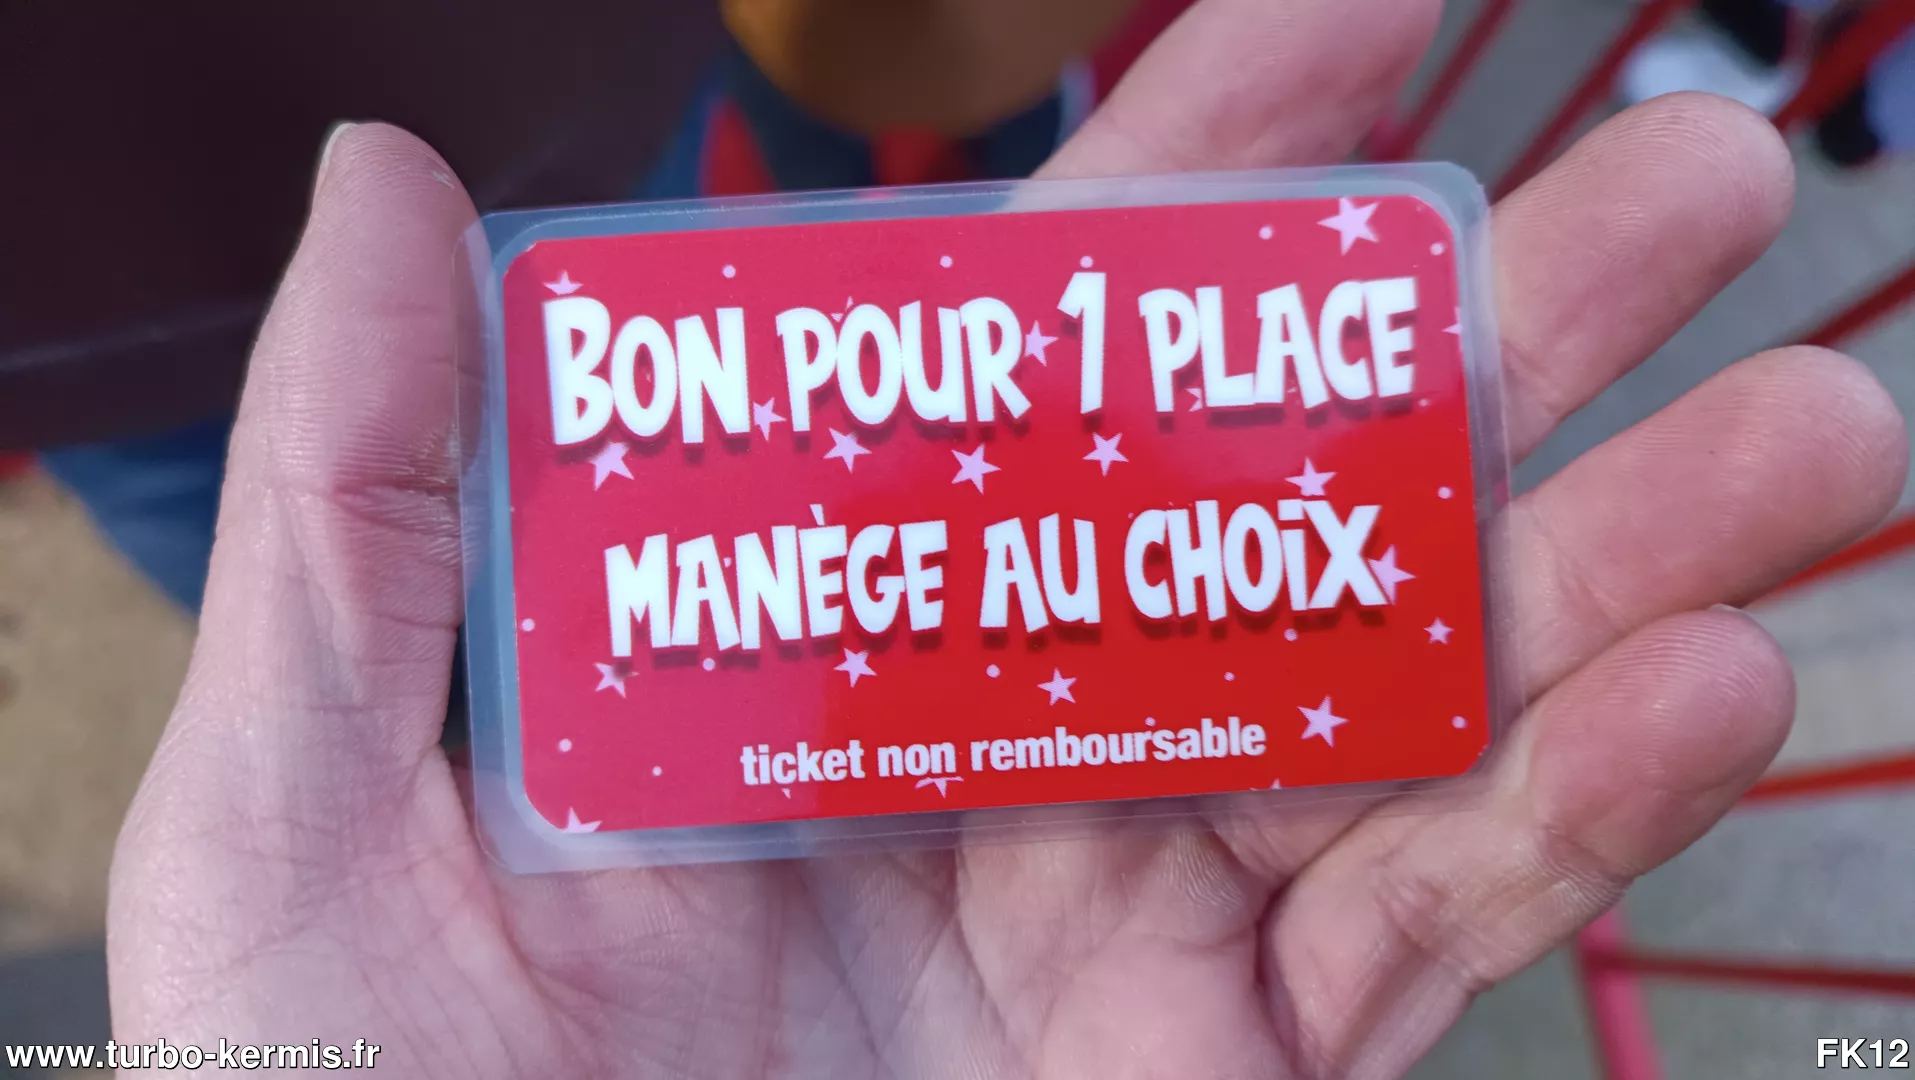 BON POUR 1 PLACE
MANÈGE AU CHOiX
ticket non remboursable
www.turbo-kermis.fr
FK12